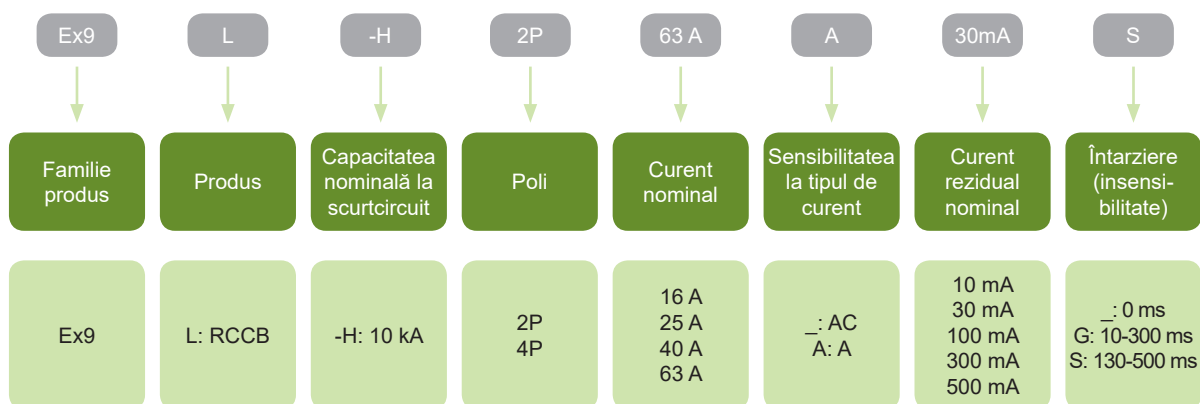 Ex9
L
-H
2P
63 A
A
30mA
S
Familie
produs
Produs
Capacitatea
nominală la
scurtcircuit
Poli
Curent
nominal
Sensibilitatea
la tipul de
curent
Curent
rezidual
nominal
Întarziere
(insensi-
bilitate)
Ex9
L: RCCB
-H: 10 kA
2P
4P
16 A
25 A
40 A
63 A
_: AC
A: A
10 mA
30 mA
100 mA
300 mA
500 mA
_: 0 ms
G: 10-300 ms
S: 130-500 ms